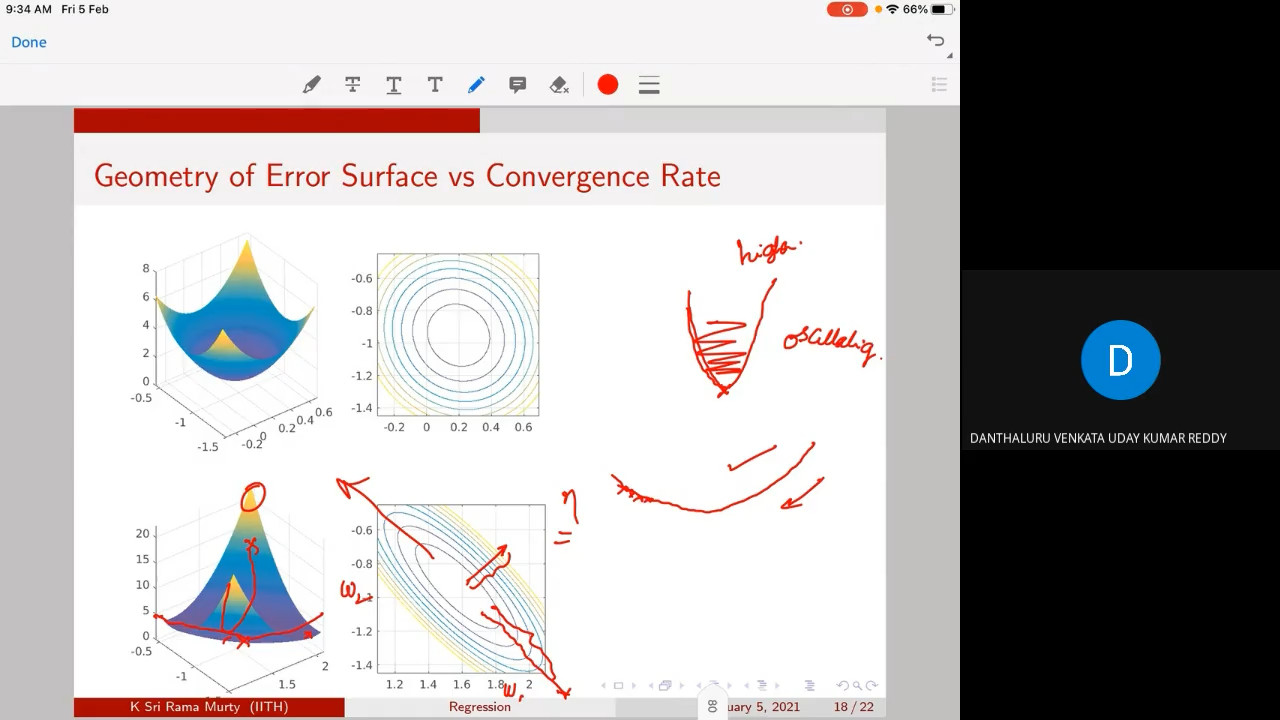 9:34 AM Fri 5 Feb
66%
Done
Geometry of Error Surface vs Convergence Rate
8
6
4
2
0
-0.5
-1
-1.5
-0.2
0
0.2
0.4
0.6
-0.6
-0.8
-1
-1.2
-1.4
-0.2 0 0.2 0.4 0.6
higher
oscillating.
20
15
10
5
0
-0.5
-1
1.5
2
-0.6
-0.8
-1
-1.2
-1.4
1.2 1.4 1.6 1.8 2
ω₂
ω₁
= η
K Sri Rama Murty (IITH)
Regression
uary 5, 2021
18 / 22
80
D
DANTHALURU VENKATA UDAY KUMAR REDDY